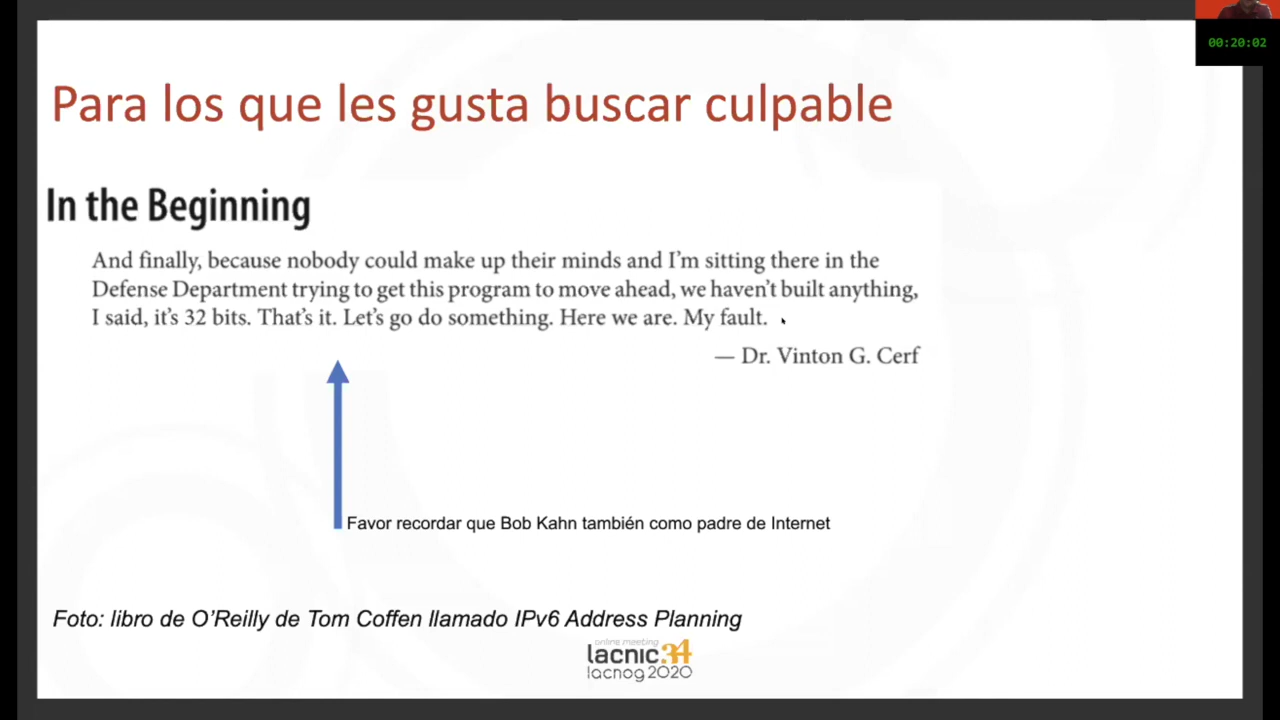 00:20:02
Para los que les gusta buscar culpable
In the Beginning
And finally, because nobody could make up their minds and I'm sitting there in the
Defense Department trying to get this program to move ahead, we haven't built anything,
I said, it's 32 bits. That's it. Let's go do something. Here we are. My fault.
— Dr. Vinton G. Cerf
Favor recordar que Bob Kahn también como padre de Internet
Foto: libro de O'Reilly de Tom Coffen llamado IPv6 Address Planning
online meeting
lacnic 34
lacnog 2020